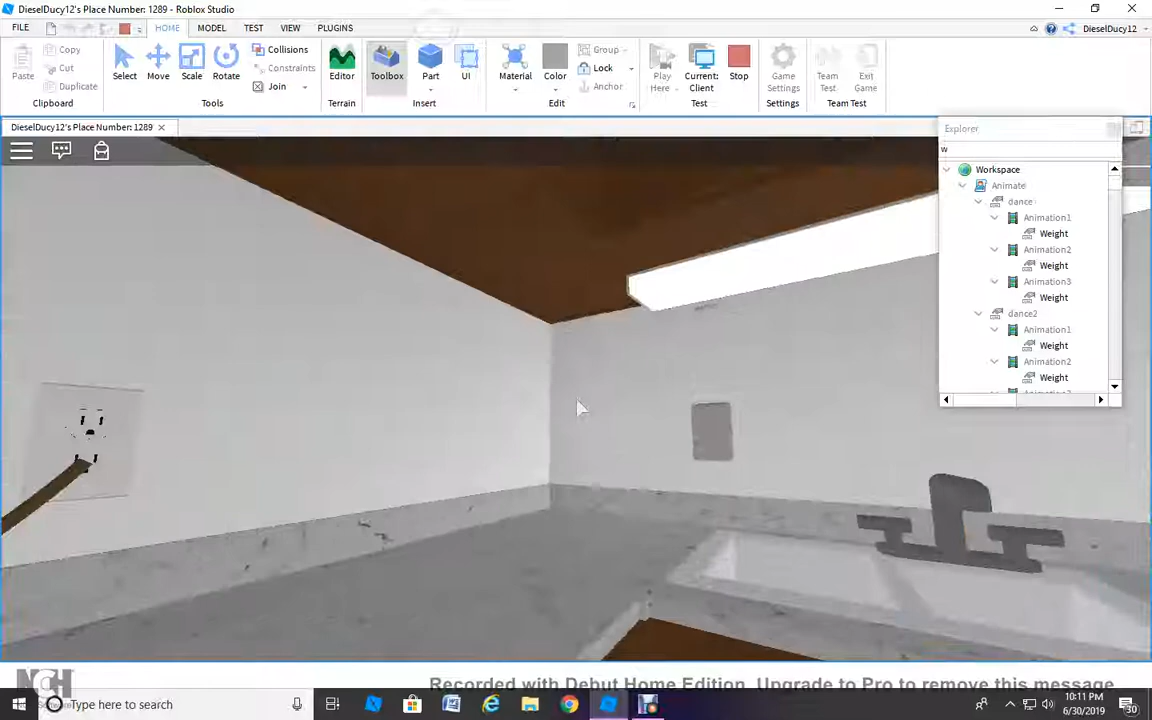 DieselDucy12's Place Number: 1289 - Roblox Studio
FILE HOME MODEL TEST VIEW PLUGINS DieselDucy12
Paste Copy Cut Duplicate
Select Move Scale Rotate Collisions Constraints Join
Editor Toolbox Part UI
Material Color Group Lock Anchor
Play Here Current: Client Stop
Game Settings Team Test Exit Game
Clipboard Tools Terrain Insert Edit Test Settings Team Test
DieselDucy12's Place Number: 1289
Explorer
w
Workspace
Animate
dance
Animation1
Weight
Animation2
Weight
Animation3
Weight
dance2
Animation1
Weight
Animation2
Weight
NCH
Recorded with Debut Home Edition. Upgrade to Pro to remove this message.
Type here to search
10:11 PM
6/30/2019
30